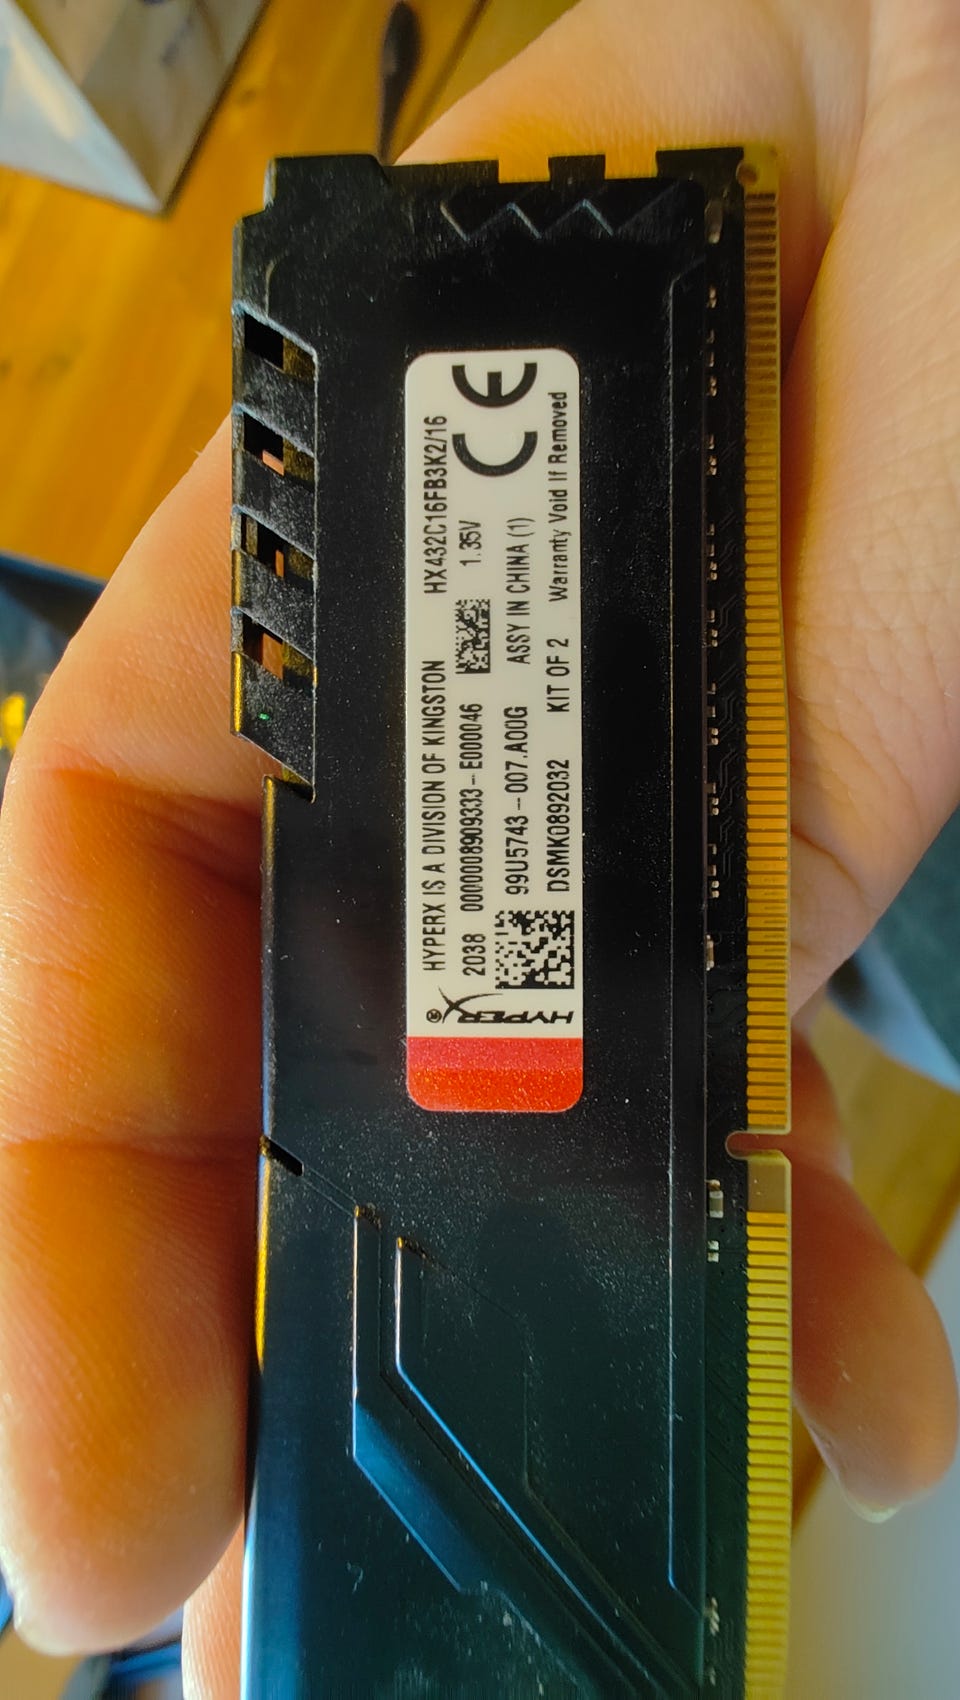 HYPERX IS A DIVISION OF KINGSTON HX432C16FB3K2/16
2038 0000008909333-E000046 1.35V
99U5743-007.A00G ASSY IN CHINA (1)
DSMK0892032 KIT OF 2 Warranty Void If Removed
HYPERX®
CE